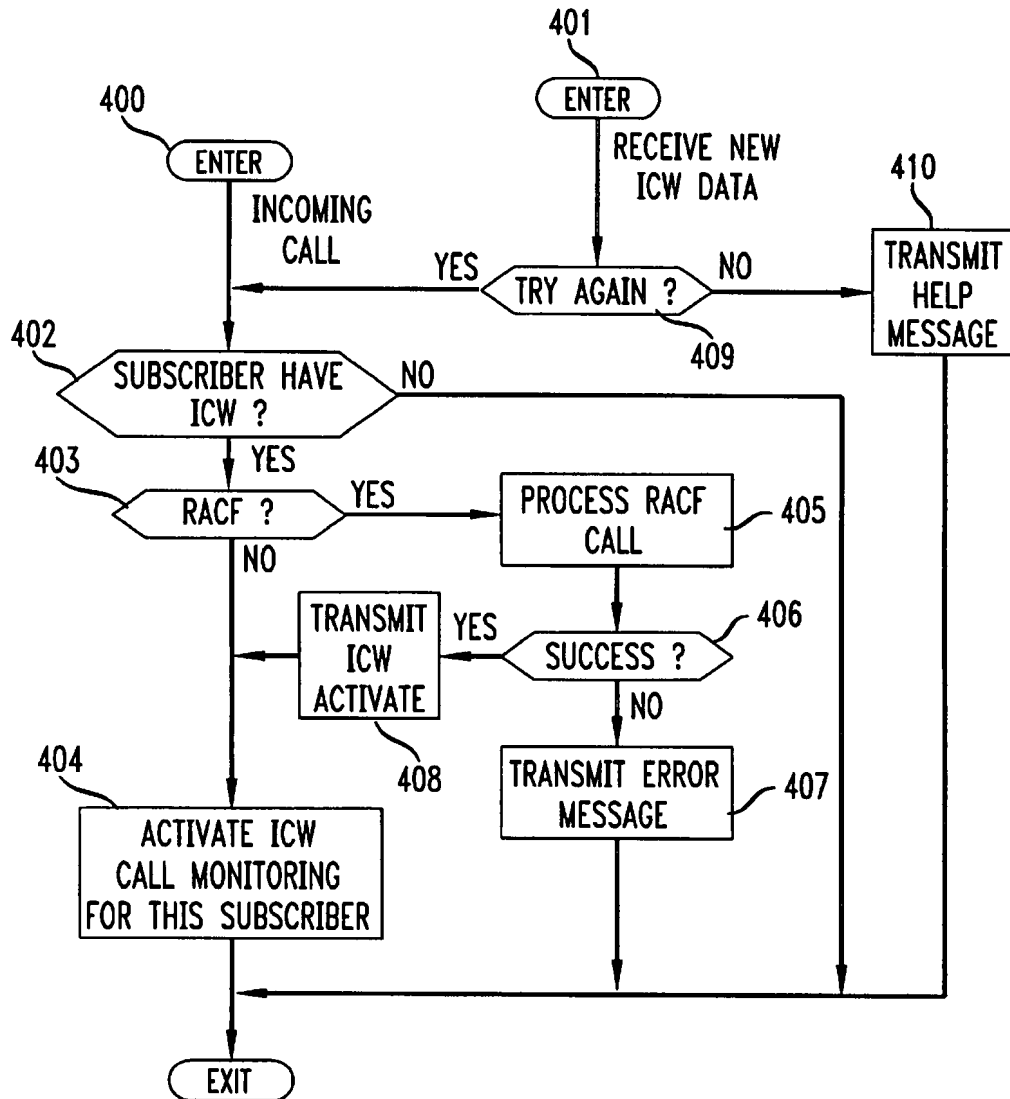 401
ENTER
400
ENTER
RECEIVE NEW
ICW DATA
410
INCOMING
CALL
TRANSMIT
HELP
MESSAGE
YES
TRY AGAIN ?
NO
409
402
SUBSCRIBER HAVE
ICW ?
NO
YES
403
RACF ?
YES
PROCESS RACF
CALL
405
NO
TRANSMIT
ICW
ACTIVATE
YES
SUCCESS ?
406
NO
408
404
TRANSMIT ERROR
MESSAGE
407
ACTIVATE ICW
CALL MONITORING
FOR THIS SUBSCRIBER
EXIT